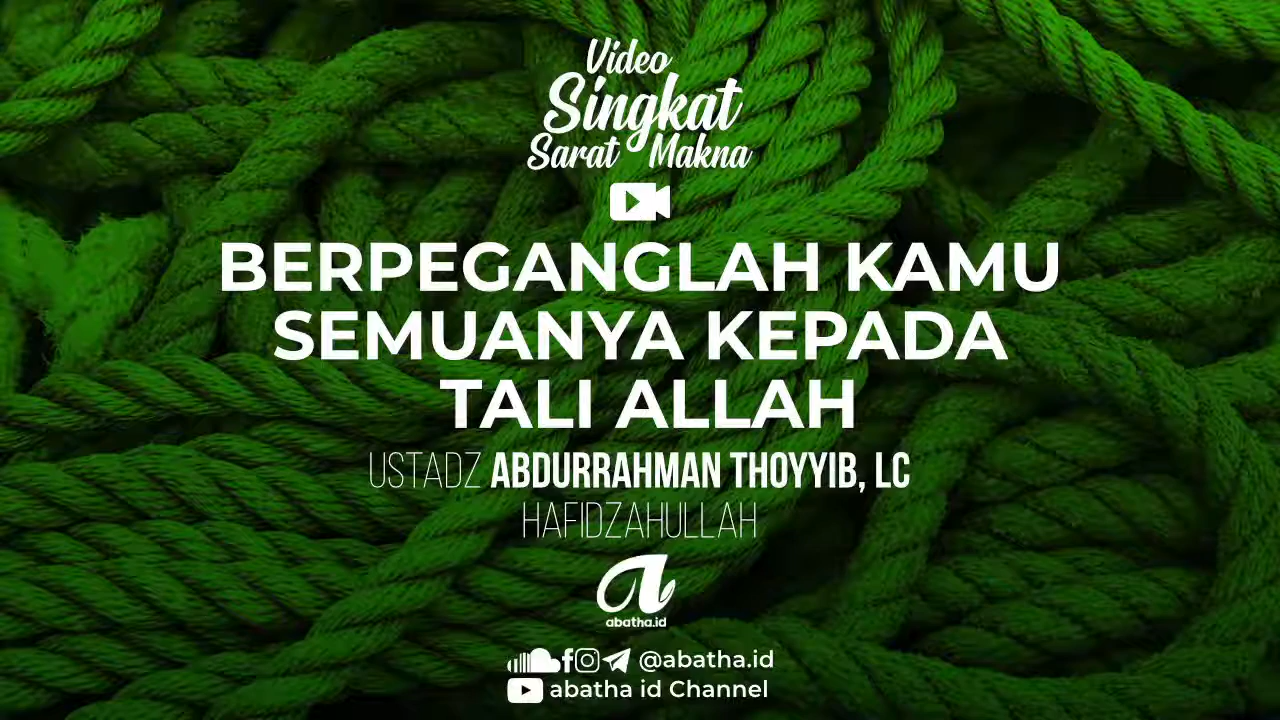 Video
Singkat
Sarat Makna
BERPEGANGLAH KAMU
SEMUANYA KEPADA
TALI ALLAH
USTADZ ABDURRAHMAN THOYYIB, LC
HAFIDZAHULLAH
abatha.id
@abatha.id
abatha id Channel